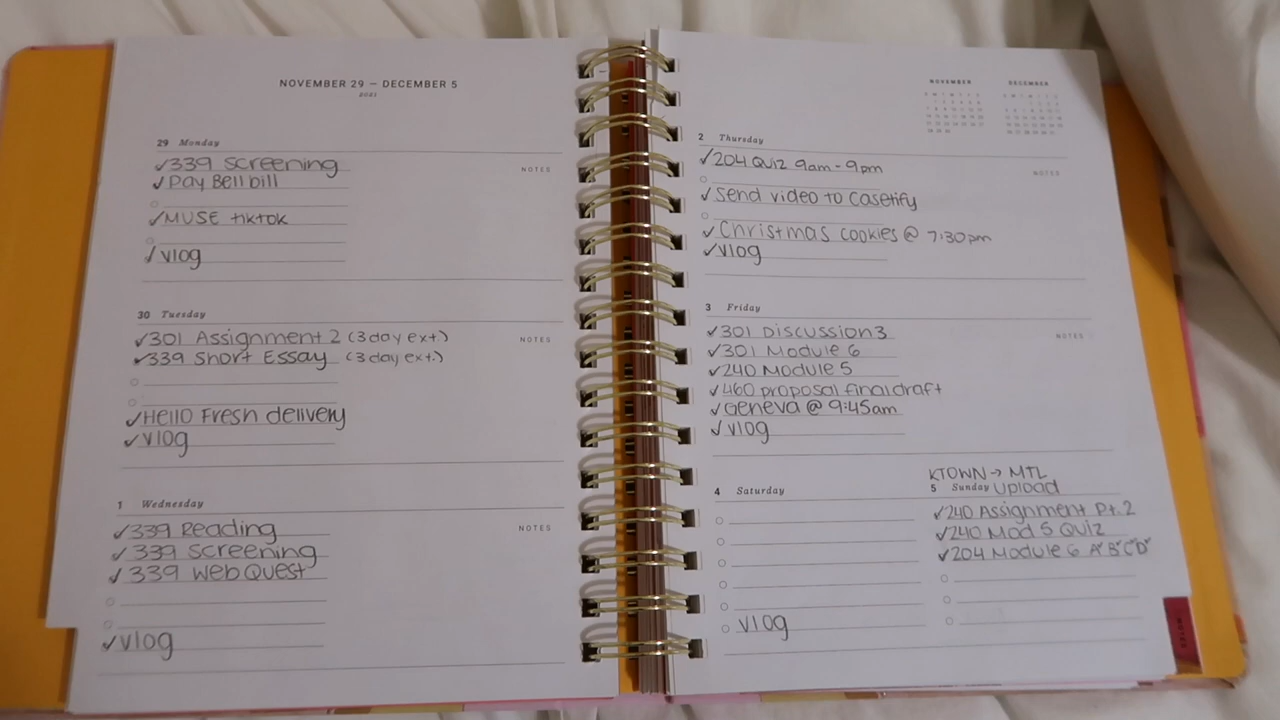 NOVEMBER 29 — DECEMBER 5
2021
29 Monday
NOTES
✓339 Screening
✓Pay Bell bill
✓MUSE tiktok
✓vlog
30 Tuesday
NOTES
✓301 Assignment 2 (3 day ext.)
✓339 Short Essay (3 day ext.)
✓Hello Fresh delivery
✓vlog
1 Wednesday
NOTES
✓339 Reading
✓339 Screening
✓339 WebQuest
✓vlog
NOVEMBER
DECEMBER
2 Thursday
NOTES
✓204 Quiz 9am - 9pm
✓Send video to Casetify
✓Christmas cookies @ 7:30pm
✓vlog
3 Friday
NOTES
✓301 Discussion 3
✓301 Module 6
✓240 Module 5
✓460 proposal final draft
✓Geneva @ 9:45am
✓vlog
4 Saturday
vlog
KTOWN → MTL
5 Sunday upload
✓240 Assignment Pt. 2
✓240 Mod 5 Quiz
✓204 Module 6 A✓B✓C✓D✓
NOTES